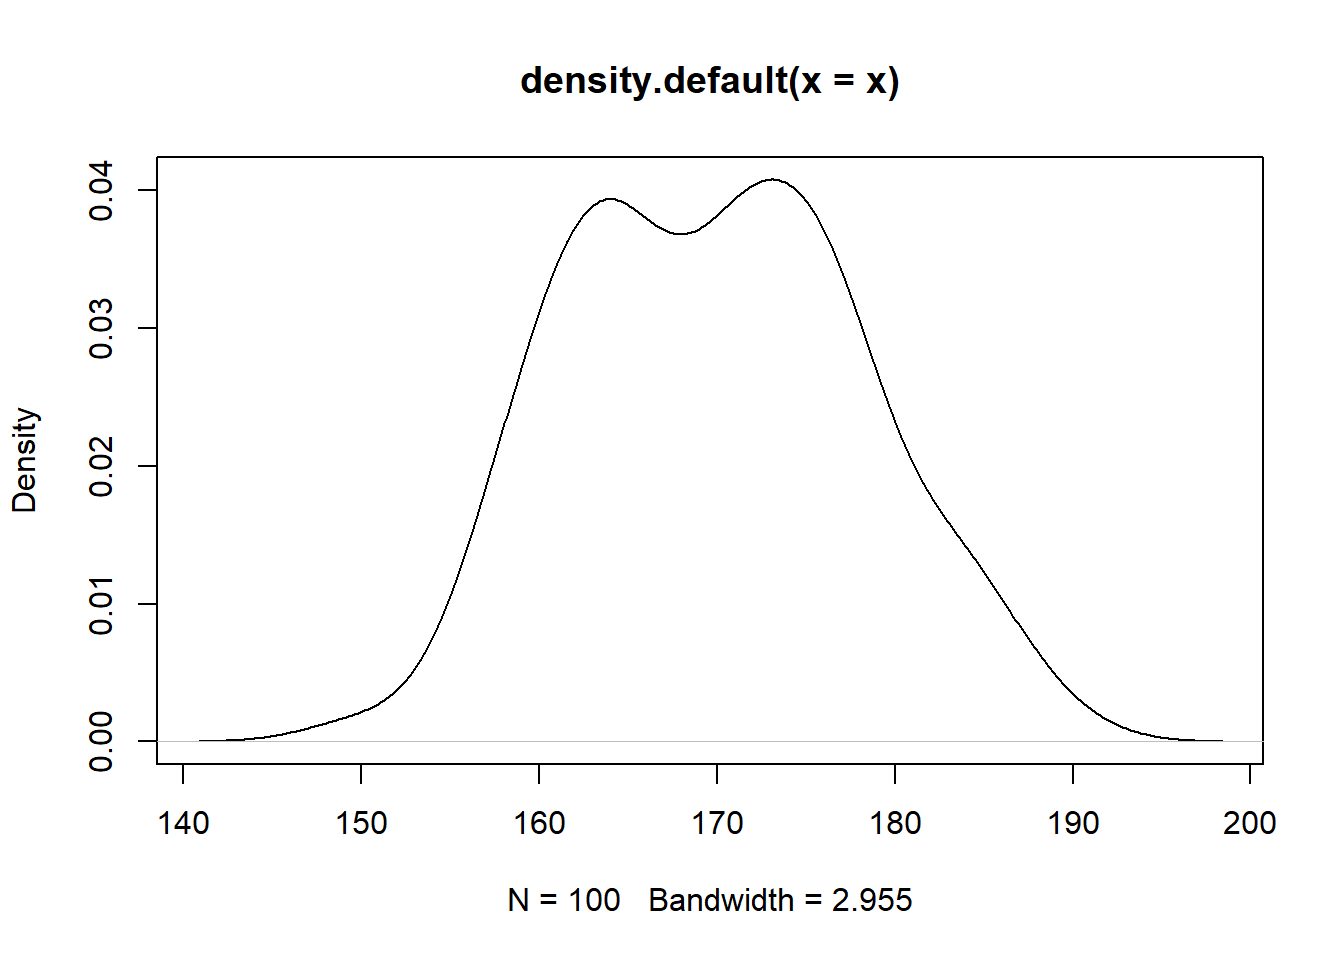 density.default(x = x)
Density
0.04
0.03
0.02
0.01
0.00
140 150 160 170 180 190 200
N = 100   Bandwidth = 2.955